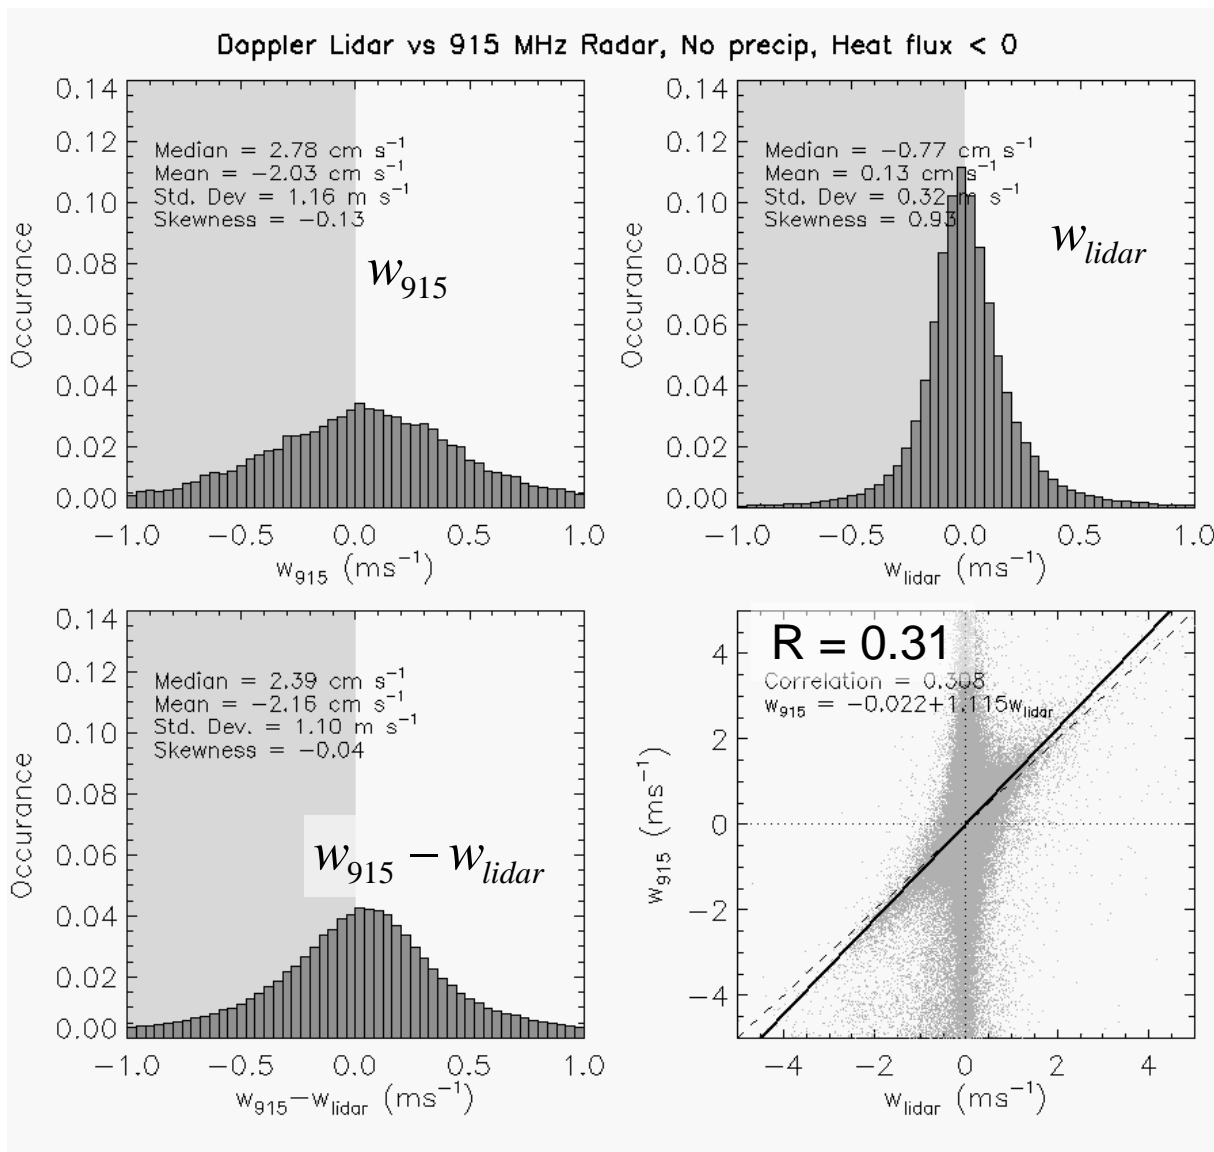 Doppler Lidar vs 915 MHz Radar, No precip, Heat flux < 0
0.14
0.12
0.10
0.08
0.06
0.04
0.02
0.00
Occurance
Median = 2.78 cm s⁻¹
Mean = −2.03 cm s⁻¹
Std. Dev = 1.16 m s⁻¹
Skewness = −0.13
w₉₁₅
−1.0 −0.5 0.0 0.5 1.0
w₉₁₅ (ms⁻¹)
0.14
0.12
0.10
0.08
0.06
0.04
0.02
0.00
Occurance
Median = −0.77 cm s⁻¹
Mean = 0.13 cm s⁻¹
Std. Dev = 0.32 m s⁻¹
Skewness = 0.93
w_lidar
−1.0 −0.5 0.0 0.5 1.0
w_lidar (ms⁻¹)
0.14
0.12
0.10
0.08
0.06
0.04
0.02
0.00
Occurance
Median = 2.39 cm s⁻¹
Mean = −2.16 cm s⁻¹
Std. Dev. = 1.10 m s⁻¹
Skewness = −0.04
w₉₁₅ − w_lidar
−1.0 −0.5 0.0 0.5 1.0
w₉₁₅−w_lidar (ms⁻¹)
R = 0.31
Correlation = 0.308
w₉₁₅ = −0.022+1.115w_lidar
4
2
0
−2
−4
w₉₁₅ (ms⁻¹)
−4 −2 0 2 4
w_lidar (ms⁻¹)